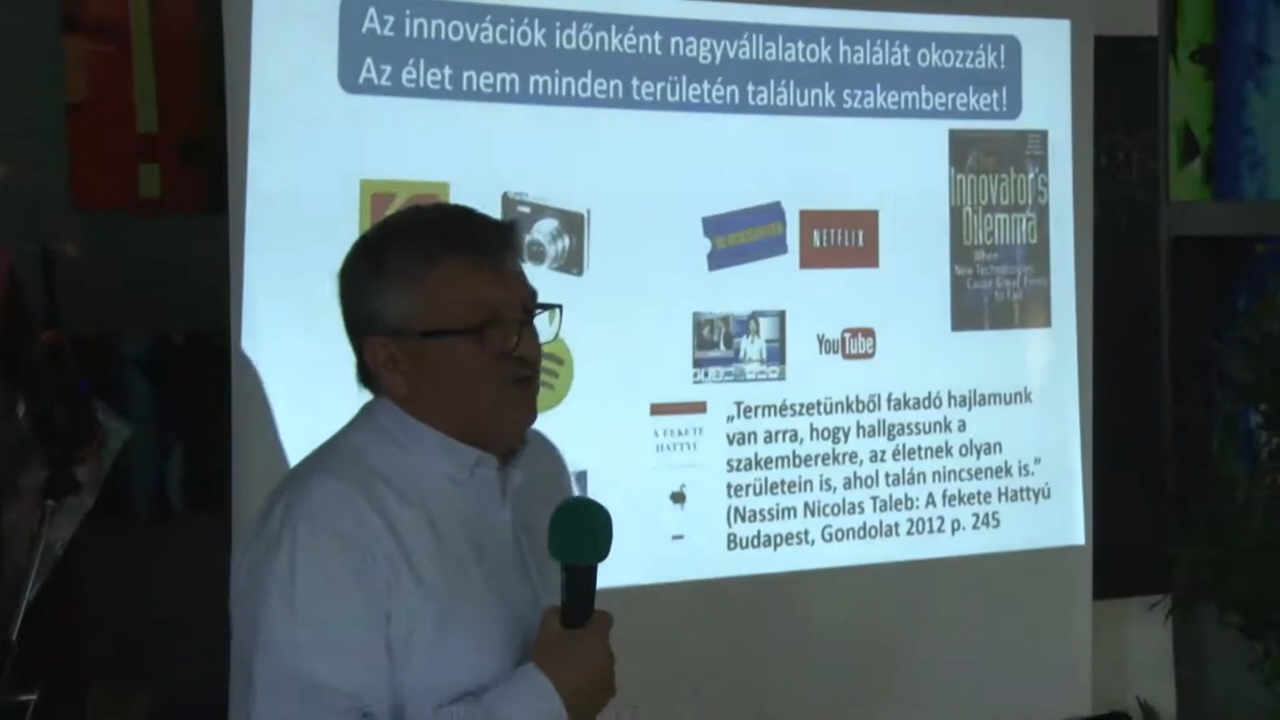 Az innovációk időnként nagyvállalatok halálát okozzák!
Az élet nem minden területén találunk szakembereket!
BLOCKBUSTER
NETFLIX
The
Innovator's
Dilemma
When
New Technologies
Cause Great Firms
to Fail
YouTube
A FEKETE
HATTYÚ
„Természetünkből fakadó hajlamunk
van arra, hogy hallgassunk a
szakemberekre, az életnek olyan
területein is, ahol talán nincsenek is.”
(Nassim Nicolas Taleb: A fekete Hattyú
Budapest, Gondolat 2012 p. 245